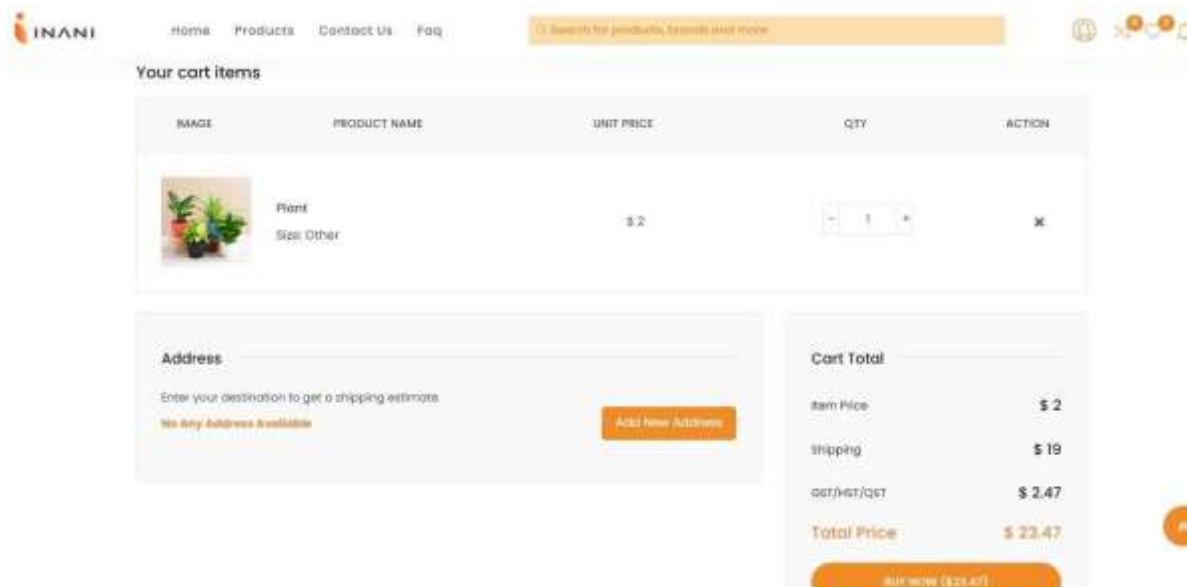 INANI
Home Products Contact Us Faq
Search for products, brands and more
Your cart items
IMAGE PRODUCT NAME UNIT PRICE QTY ACTION
Plant
Size: Other
$ 2
- 1 +
Address
Enter your destination to get a shipping estimate.
No Any Address Available
Add New Address
Cart Total
Item Price $ 2
Shipping $ 19
GST/HST/QST $ 2.47
Total Price $ 23.47
BUY NOW ($23.47)